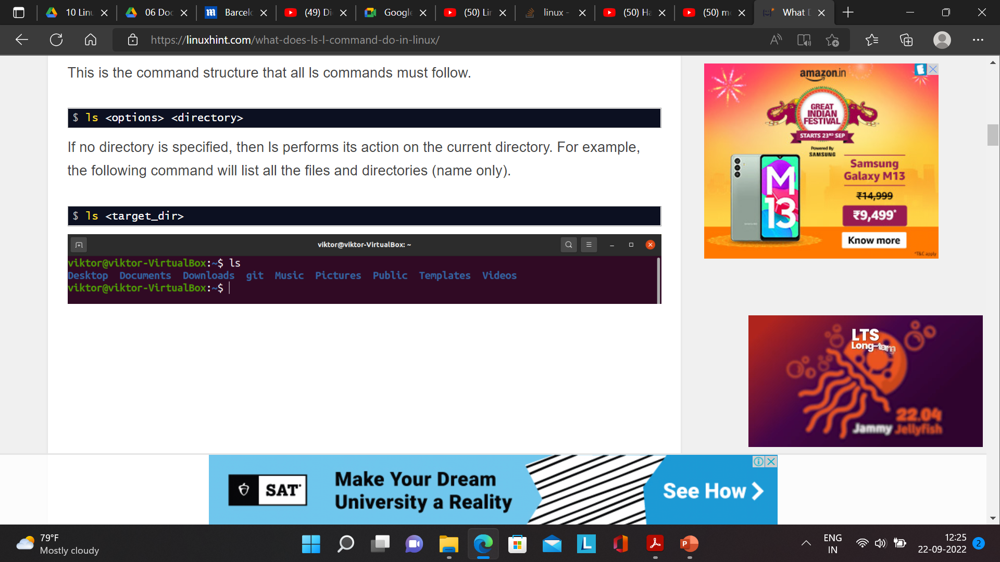 10 Linu
06 Doc
m
Barcelo
(49) Di
Google
(50) Lin
linux -
(50) Ha
(50) m
What D
https://linuxhint.com/what-does-ls-l-command-do-in-linux/
This is the command structure that all ls commands must follow.
$ ls <options> <directory>
If no directory is specified, then ls performs its action on the current directory. For example,
the following command will list all the files and directories (name only).
$ ls <target_dir>
viktor@viktor-VirtualBox: ~
viktor@viktor-VirtualBox:~$ ls
Desktop Documents Downloads git Music Pictures Public Templates Videos
viktor@viktor-VirtualBox:~$
amazon.in
GREAT
INDIAN
FESTIVAL
STARTS 23RD SEP
Powered By
SAMSUNG
Samsung
Galaxy M13
₹14,999
₹9,499*
Know more
*T&C apply
M
13
SAMSUNG
LTS
Long-term
22.04
Jammy Jellyfish
SAT
Make Your Dream
University a Reality
See How
79°F
Mostly cloudy
L
P
ENG
IN
12:25
22-09-2022
2